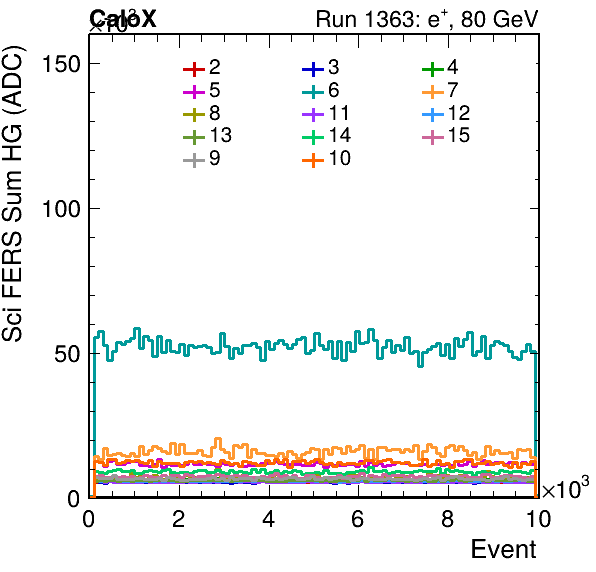 CaloX Run 1363: e⁺, 80 GeV
×10³
Sci FERS Sum HG (ADC)
150
100
50
0
2 3 4
5 6 7
8 11 12
13 14 15
9 10
0 2 4 6 8 10
×10³
Event